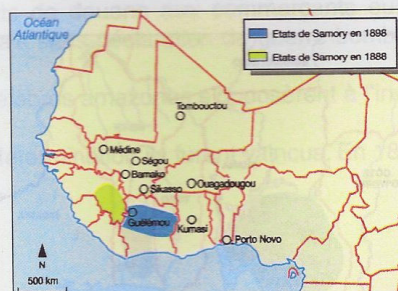 Océan
Atlantique
Etats de Samory en 1898
Etats de Samory en 1888
Tombouctou
Médine
Ségou
Bamako
Sikasso
Ouagadougou
Guélémou
Kumasi
Porto Novo
N
500 km